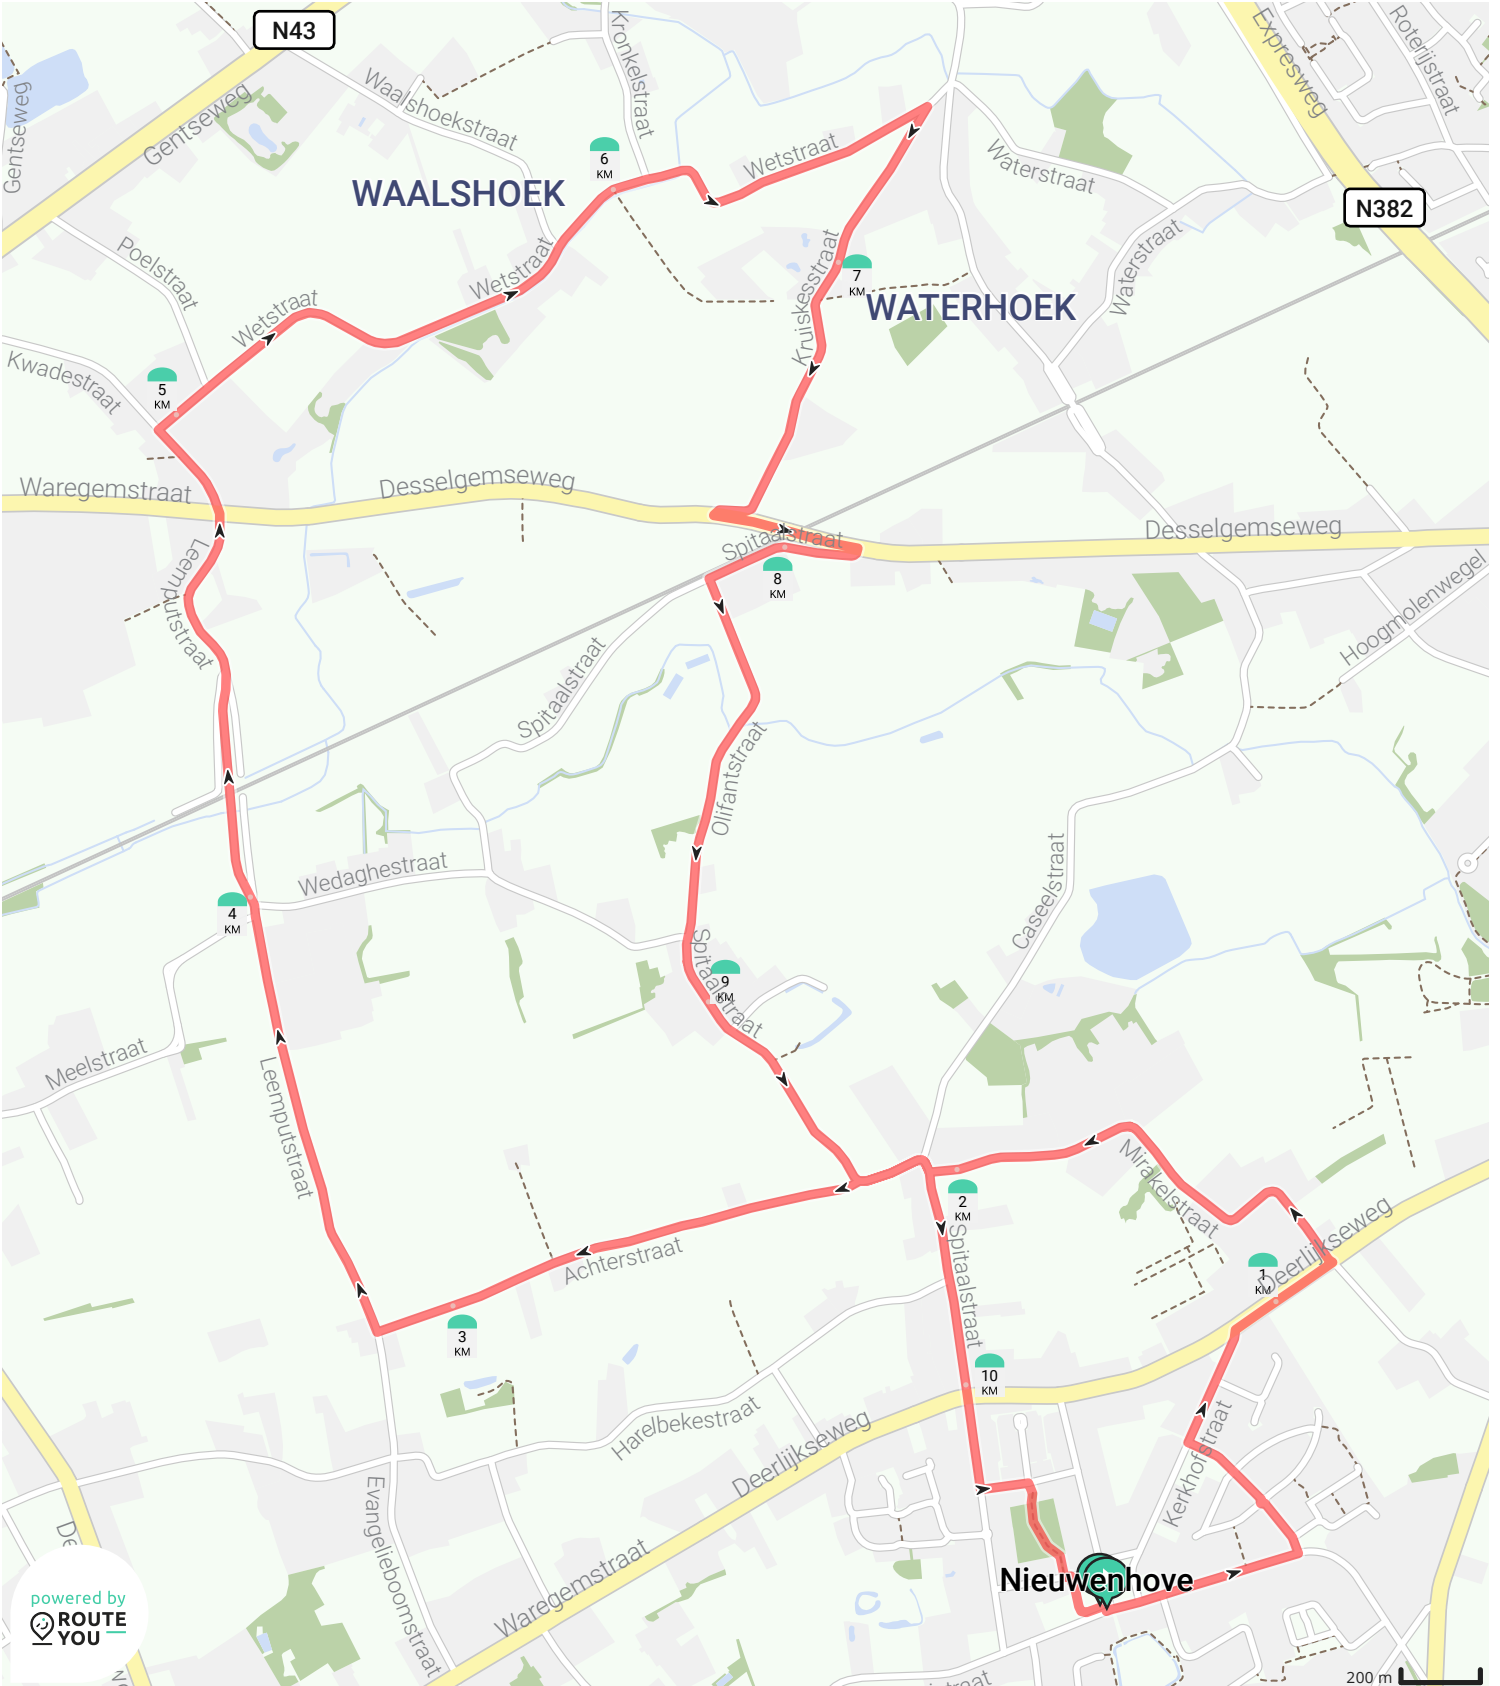 N43
Kronkelstraat
Expresweg
Roterijstraat
Gentseweg
Gentseweg
Waalshoekstraat
Wetstraat
6
KM
Waterstraat
WAALSHOEK
N382
Poelstraat
Wetstraat
Wetstraat
Kruiskesstraat
7
KM
WATERHOEK
Waterstraat
Kwadestraat
5
KM
Waregemstraat
Desselgemseweg
Spitaalstraat
Desselgemseweg
8
KM
Leemputstraat
Hoogmolenwegel
Spitaalstraat
Olifantstraat
Wedaghestraat
Caseelstraat
4
KM
Spitaalstraat
9
KM
Meelstraat
Leemputstraat
Mirakelstraat
2
KM
Spitaalstraat
Deerlijkseweg
1
KM
Achterstraat
3
KM
10
KM
Harelbekestraat
Deerlijkseweg
Kerkhofstraat
Evangelieboomstraat
Waregemstraat
Nieuwenhove
powered by
ROUTE
YOU
200 m